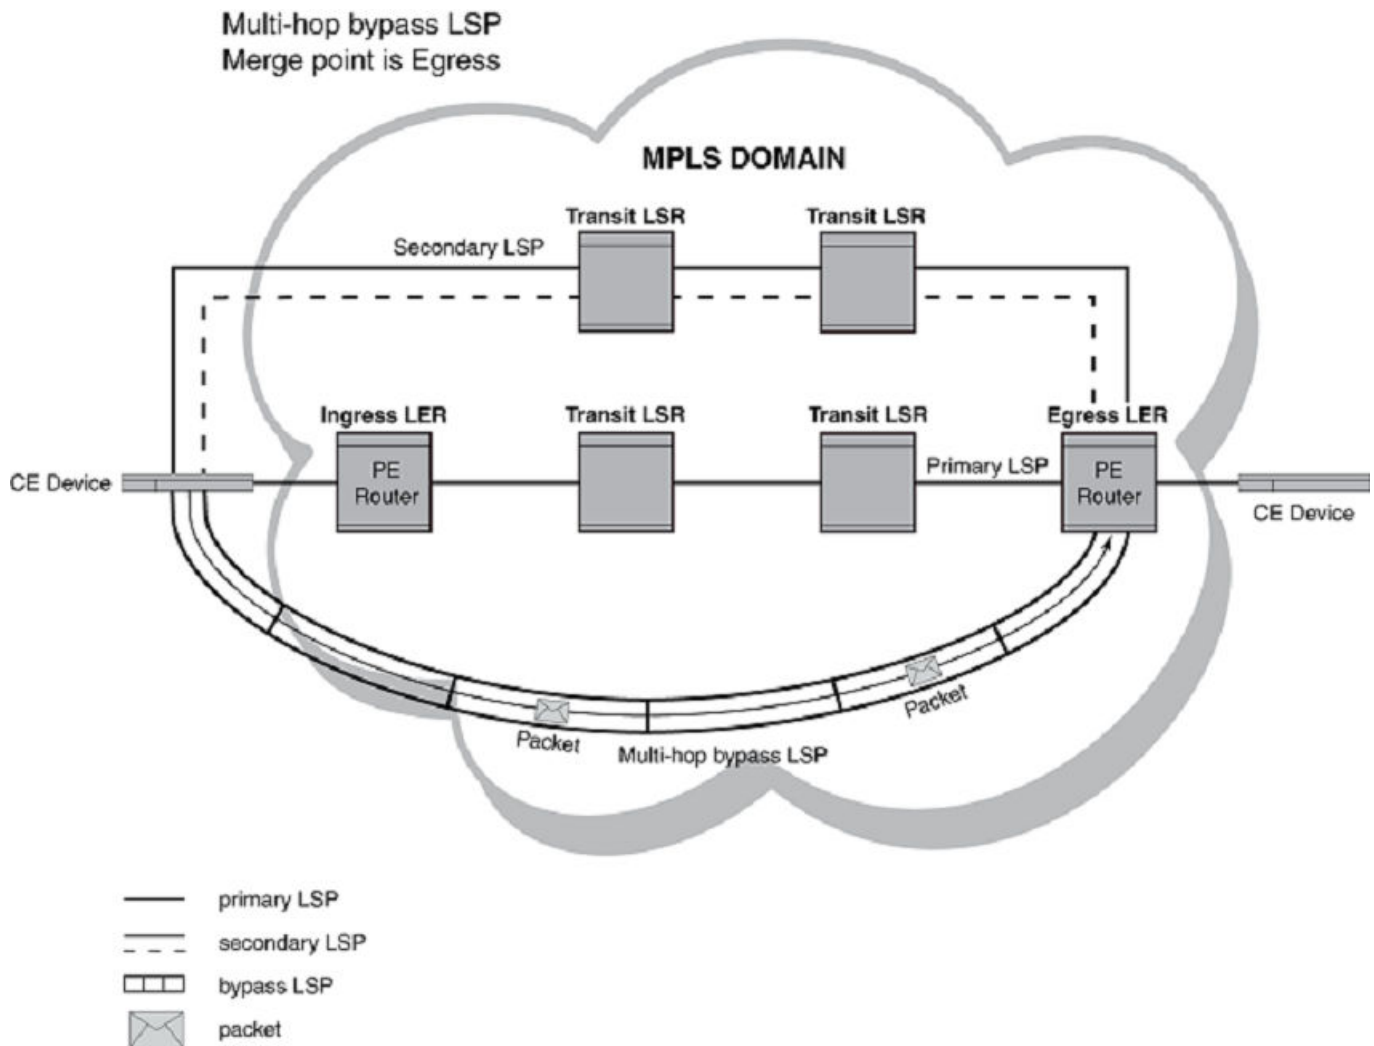 Multi-hop bypass LSP
Merge point is Egress
MPLS DOMAIN
Transit LSR
Transit LSR
Secondary LSP
Ingress LER
Transit LSR
Transit LSR
Egress LER
CE Device
PE
Router
Primary LSP
PE
Router
CE Device
Packet
Packet
Multi-hop bypass LSP
primary LSP
secondary LSP
bypass LSP
packet